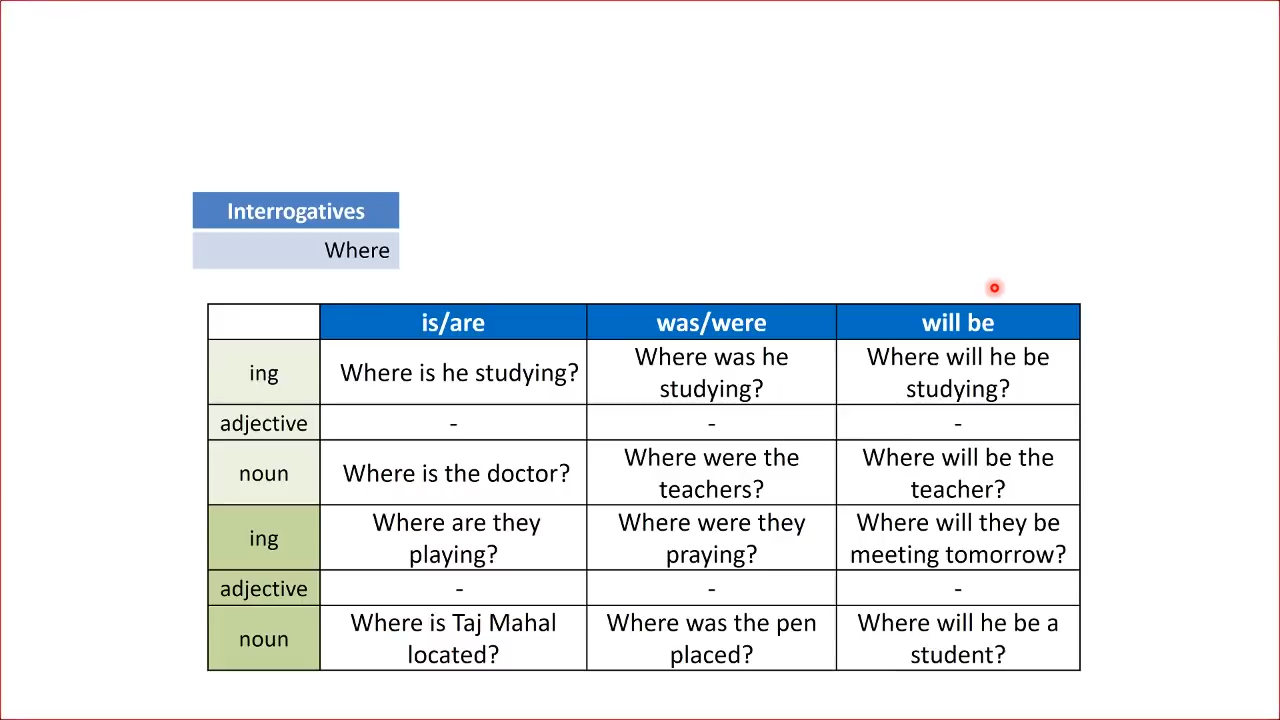 Interrogatives
Where
is/are was/were will be
ing Where is he studying? Where was he studying? Where will he be studying?
adjective - - -
noun Where is the doctor? Where were the teachers? Where will be the teacher?
ing Where are they playing? Where were they praying? Where will they be meeting tomorrow?
adjective - - -
noun Where is Taj Mahal located? Where was the pen placed? Where will he be a student?